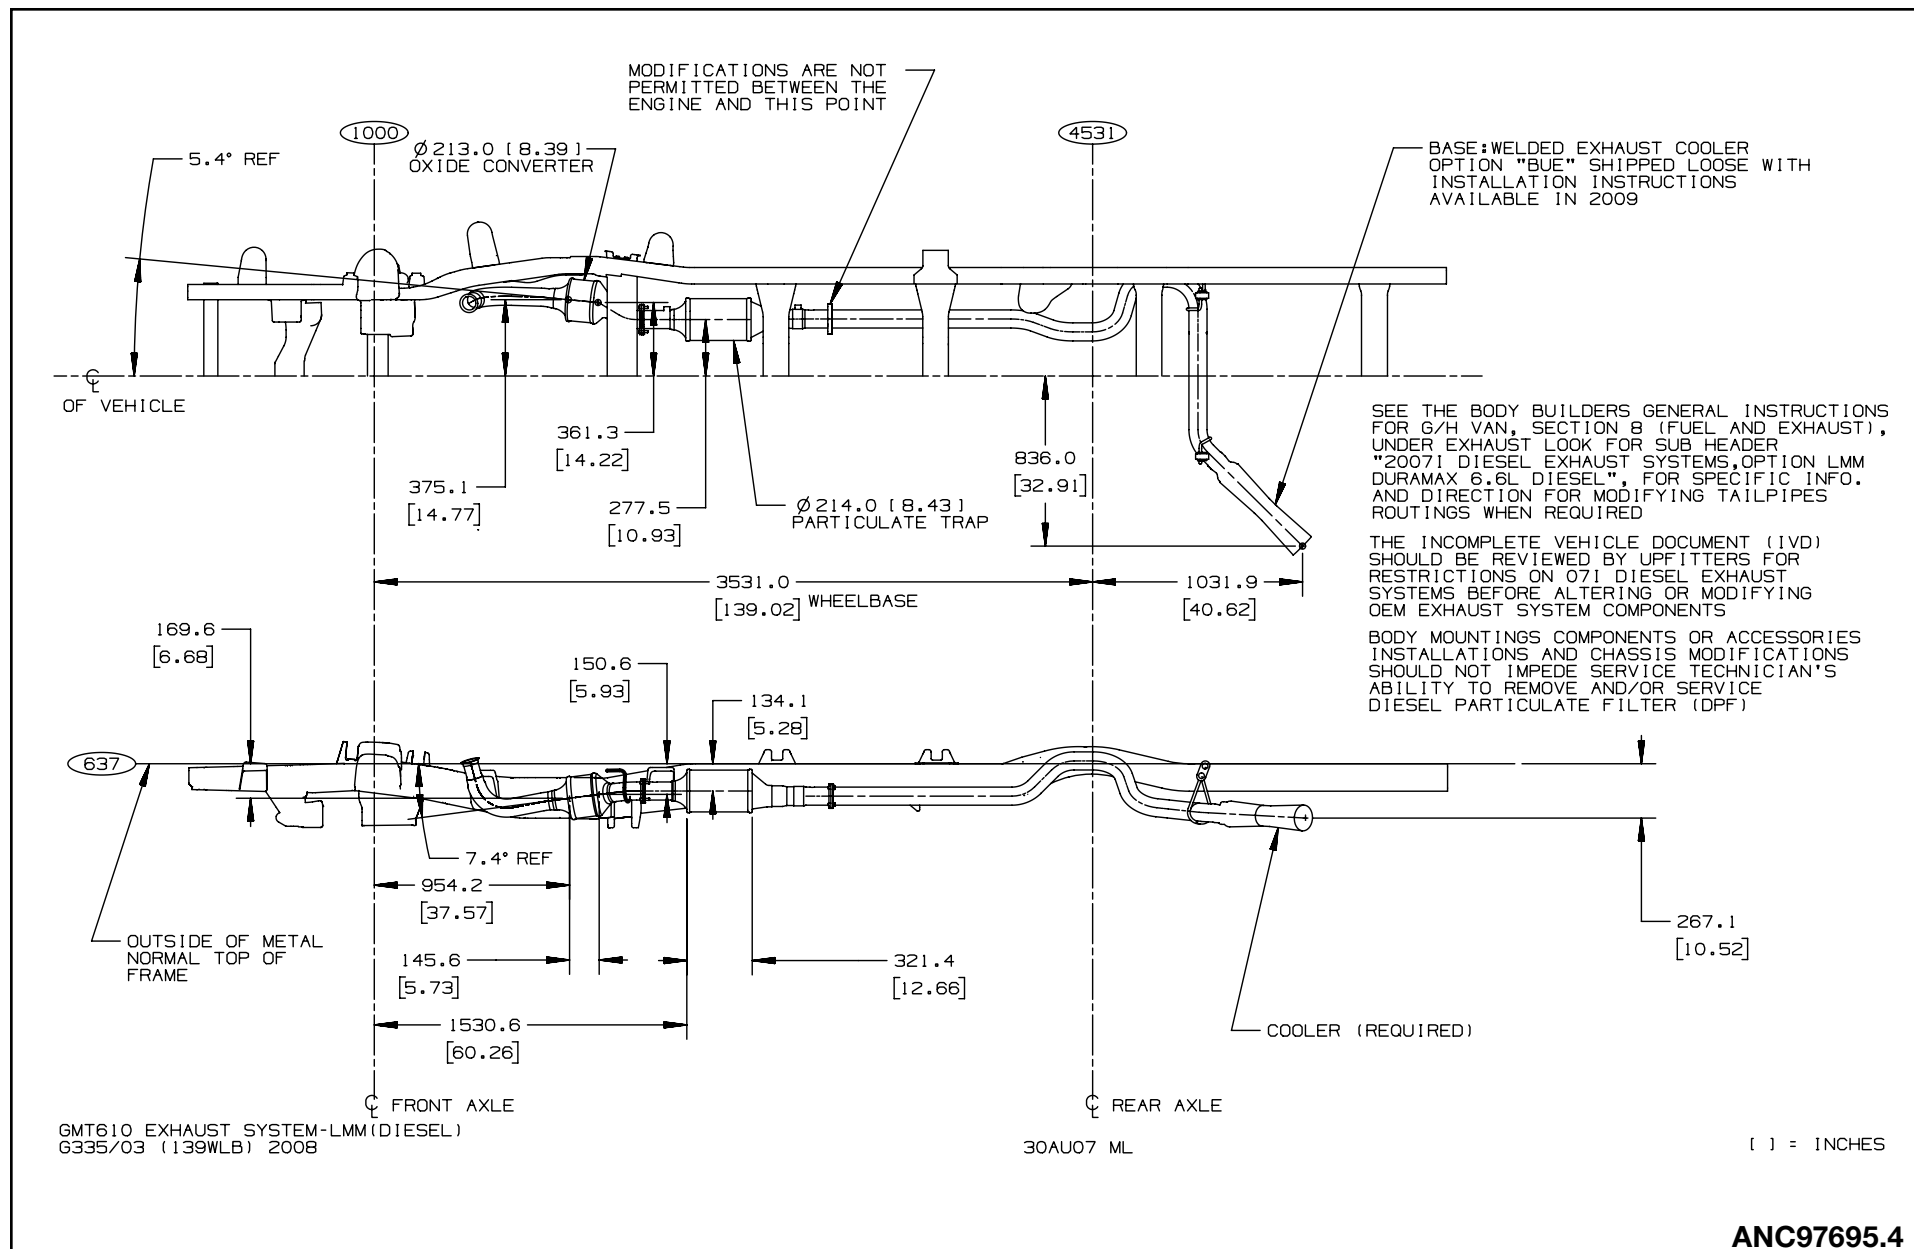 MODIFICATIONS ARE NOT
PERMITTED BETWEEN THE
ENGINE AND THIS POINT
1000
4531
5.4° REF
Ø213.0 [8.39]
OXIDE CONVERTER
BASE:WELDED EXHAUST COOLER
OPTION "BUE" SHIPPED LOOSE WITH
INSTALLATION INSTRUCTIONS
AVAILABLE IN 2009
℄
OF VEHICLE
361.3
[14.22]
375.1
[14.77]
277.5
[10.93]
Ø214.0 [8.43]
PARTICULATE TRAP
836.0
[32.91]
SEE THE BODY BUILDERS GENERAL INSTRUCTIONS
FOR G/H VAN, SECTION 8 (FUEL AND EXHAUST),
UNDER EXHAUST LOOK FOR SUB HEADER
"2007I DIESEL EXHAUST SYSTEMS,OPTION LMM
DURAMAX 6.6L DIESEL", FOR SPECIFIC INFO.
AND DIRECTION FOR MODIFYING TAILPIPES
ROUTINGS WHEN REQUIRED
THE INCOMPLETE VEHICLE DOCUMENT (IVD)
SHOULD BE REVIEWED BY UPFITTERS FOR
RESTRICTIONS ON 07I DIESEL EXHAUST
SYSTEMS BEFORE ALTERING OR MODIFYING
OEM EXHAUST SYSTEM COMPONENTS
BODY MOUNTINGS COMPONENTS OR ACCESSORIES
INSTALLATIONS AND CHASSIS MODIFICATIONS
SHOULD NOT IMPEDE SERVICE TECHNICIAN'S
ABILITY TO REMOVE AND/OR SERVICE
DIESEL PARTICULATE FILTER (DPF)
3531.0
[139.02] WHEELBASE
1031.9
[40.62]
169.6
[6.68]
150.6
[5.93]
134.1
[5.28]
637
7.4° REF
954.2
[37.57]
OUTSIDE OF METAL
NORMAL TOP OF
FRAME
145.6
[5.73]
321.4
[12.66]
267.1
[10.52]
1530.6
[60.26]
COOLER (REQUIRED)
℄ FRONT AXLE
℄ REAR AXLE
GMT610 EXHAUST SYSTEM-LMM(DIESEL)
G335/03 (139WLB) 2008
30AU07 ML
[ ] = INCHES
ANC97695.4